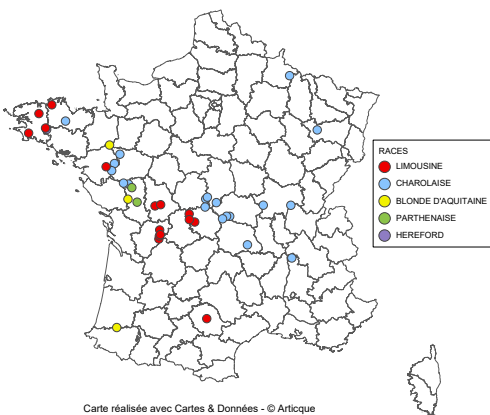 RACES
LIMOUSINE
CHAROLAISE
BLONDE D'AQUITAINE
PARTHENAISE
HEREFORD
Carte réalisée avec Cartes & Données - © Articque